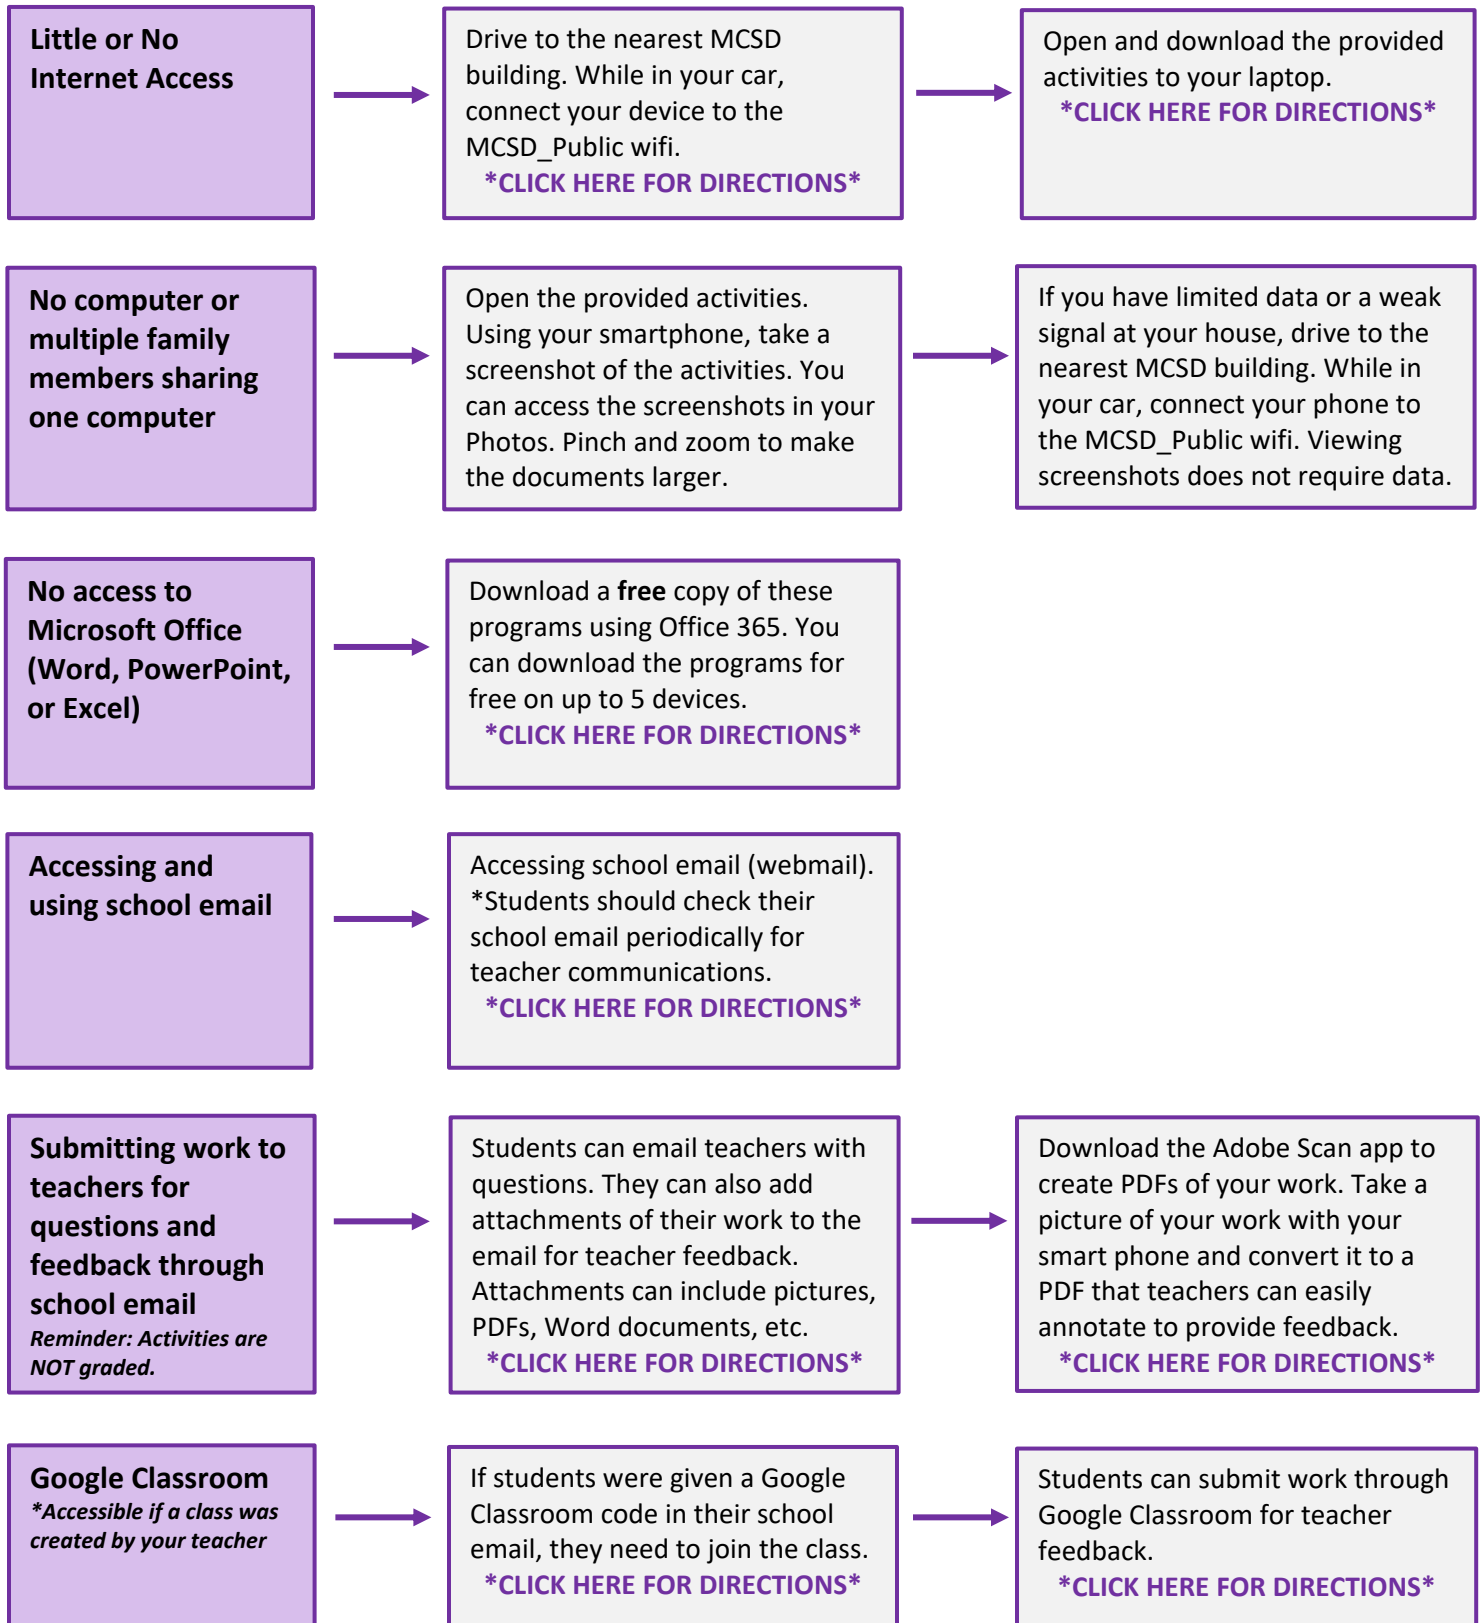 Little or No
Internet Access
Drive to the nearest MCSD
building. While in your car,
connect your device to the
MCSD_Public wifi.
*CLICK HERE FOR DIRECTIONS*
Open and download the provided
activities to your laptop.
*CLICK HERE FOR DIRECTIONS*
No computer or
multiple family
members sharing
one computer
Open the provided activities.
Using your smartphone, take a
screenshot of the activities. You
can access the screenshots in your
Photos. Pinch and zoom to make
the documents larger.
If you have limited data or a weak
signal at your house, drive to the
nearest MCSD building. While in
your car, connect your phone to
the MCSD_Public wifi. Viewing
screenshots does not require data.
No access to
Microsoft Office
(Word, PowerPoint,
or Excel)
Download a free copy of these
programs using Office 365. You
can download the programs for
free on up to 5 devices.
*CLICK HERE FOR DIRECTIONS*
Accessing and
using school email
Accessing school email (webmail).
*Students should check their
school email periodically for
teacher communications.
*CLICK HERE FOR DIRECTIONS*
Submitting work to
teachers for
questions and
feedback through
school email
Reminder: Activities are
NOT graded.
Students can email teachers with
questions. They can also add
attachments of their work to the
email for teacher feedback.
Attachments can include pictures,
PDFs, Word documents, etc.
*CLICK HERE FOR DIRECTIONS*
Download the Adobe Scan app to
create PDFs of your work. Take a
picture of your work with your
smart phone and convert it to a
PDF that teachers can easily
annotate to provide feedback.
*CLICK HERE FOR DIRECTIONS*
Google Classroom
*Accessible if a class was
created by your teacher
If students were given a Google
Classroom code in their school
email, they need to join the class.
*CLICK HERE FOR DIRECTIONS*
Students can submit work through
Google Classroom for teacher
feedback.
*CLICK HERE FOR DIRECTIONS*